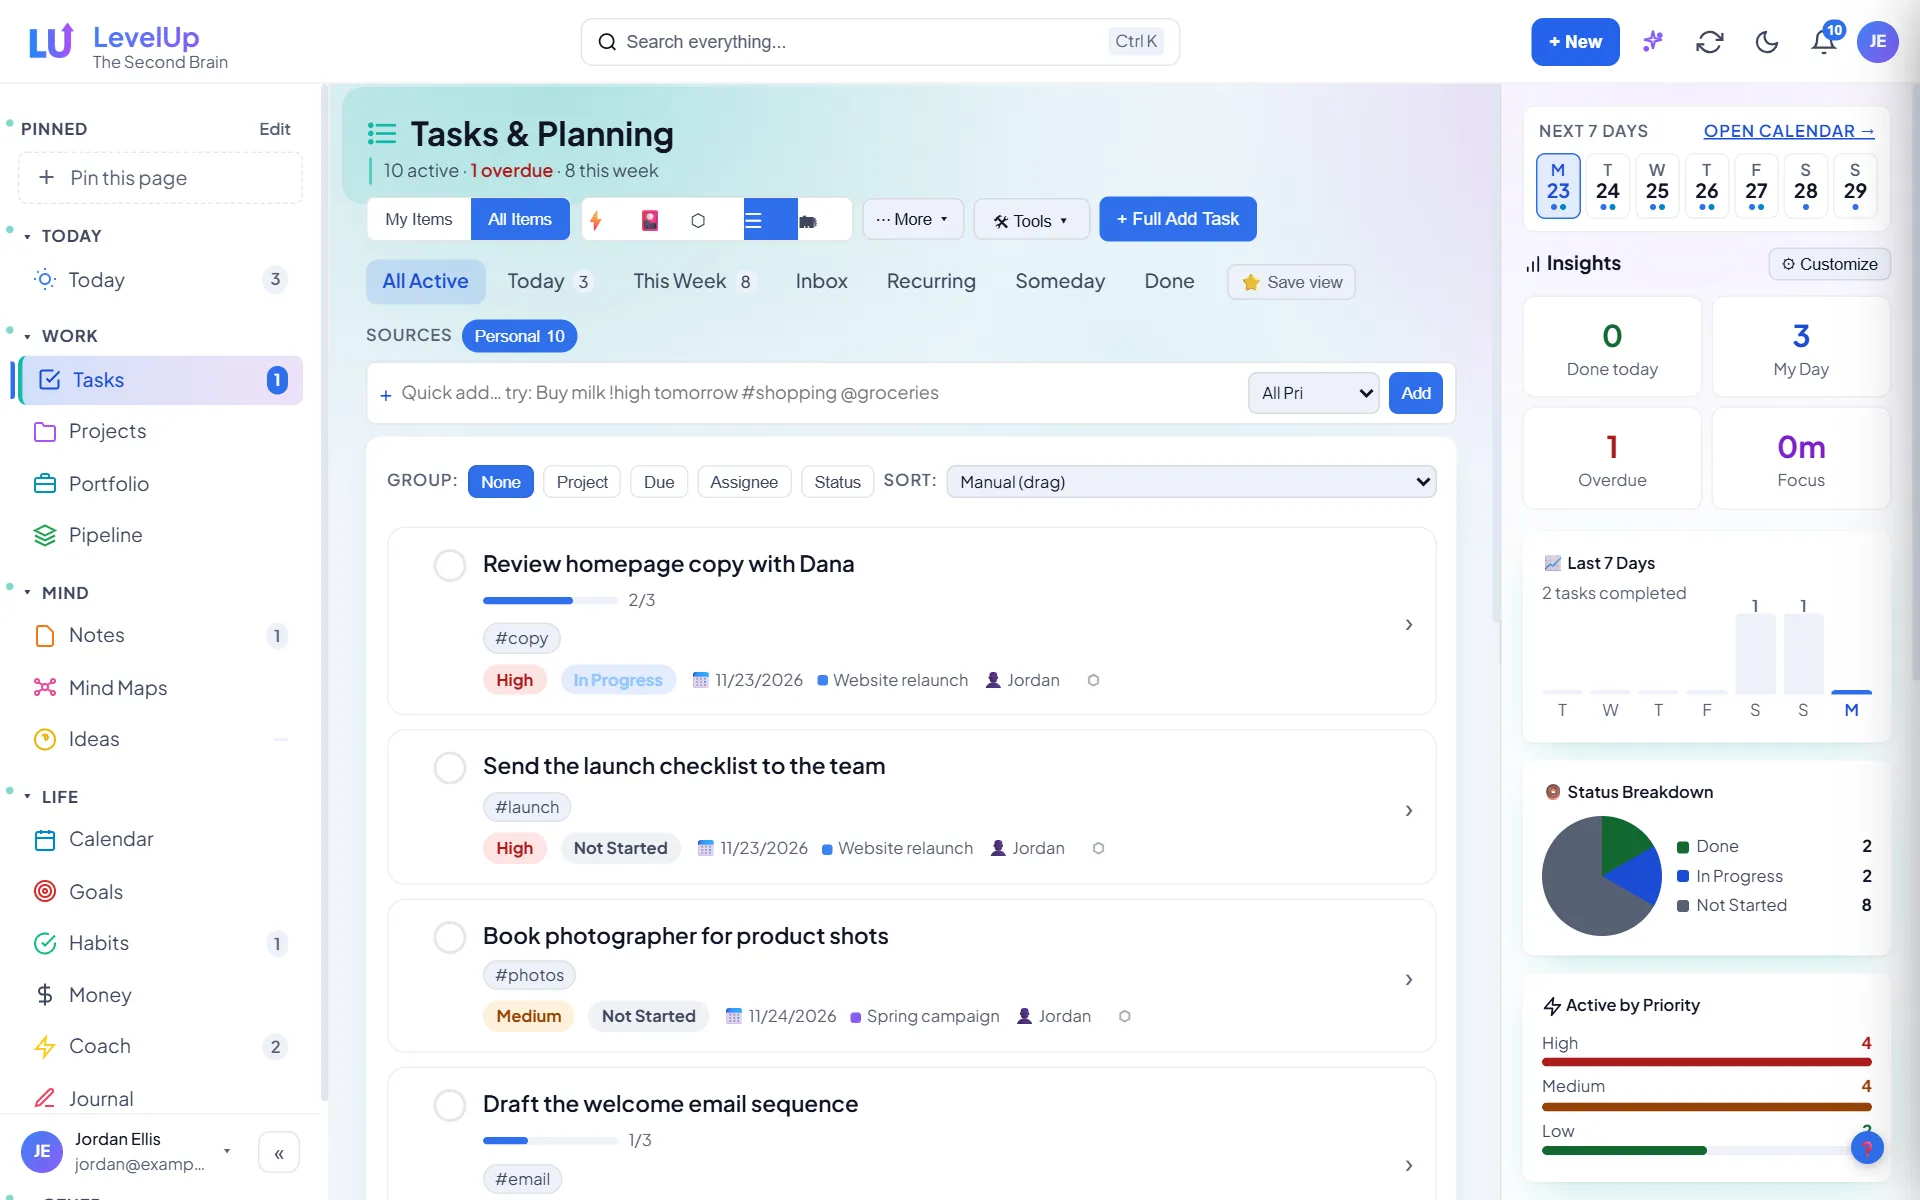 LU LevelUp
The Second Brain
Search everything...
Ctrl K
+ New
10
JE
PINNED
Edit
+ Pin this page
TODAY
Today 3
WORK
Tasks 1
Projects
Portfolio
Pipeline
MIND
Notes 1
Mind Maps
Ideas
LIFE
Calendar
Goals
Habits 1
Money
Coach 2
Journal
JE
Jordan Ellis
jordan@examp...
«
Tasks & Planning
10 active · 1 overdue · 8 this week
My Items All Items
··· More ▾
Tools ▾
+ Full Add Task
All Active Today 3 This Week 8 Inbox Recurring Someday Done Save view
SOURCES Personal 10
+ Quick add... try: Buy milk !high tomorrow #shopping @groceries
All Pri
Add
GROUP: None Project Due Assignee Status SORT: Manual (drag)
Review homepage copy with Dana
2/3
#copy
High In Progress 11/23/2026 Website relaunch Jordan
Send the launch checklist to the team
#launch
High Not Started 11/23/2026 Website relaunch Jordan
Book photographer for product shots
#photos
Medium Not Started 11/24/2026 Spring campaign Jordan
Draft the welcome email sequence
1/3
#email
NEXT 7 DAYS OPEN CALENDAR →
M T W T F S S
23 24 25 26 27 28 29
Insights
Customize
0
Done today
3
My Day
1
Overdue
0m
Focus
Last 7 Days
2 tasks completed
1 1
T W T F S S M
Status Breakdown
Done 2
In Progress 2
Not Started 8
Active by Priority
High 4
Medium 4
Low